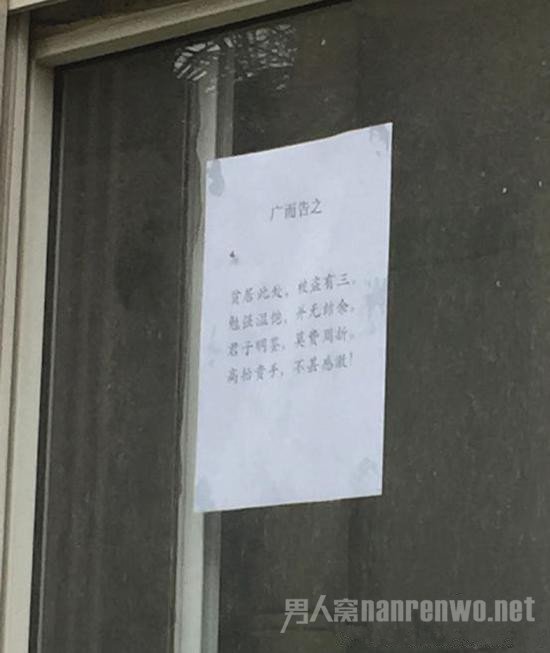 广而告之
贫居此处，被盗有三。
勉强温饱，并无结余。
君子明鉴，莫费周折。
高抬贵手，不甚感激！
男人窝nanrenwo.net